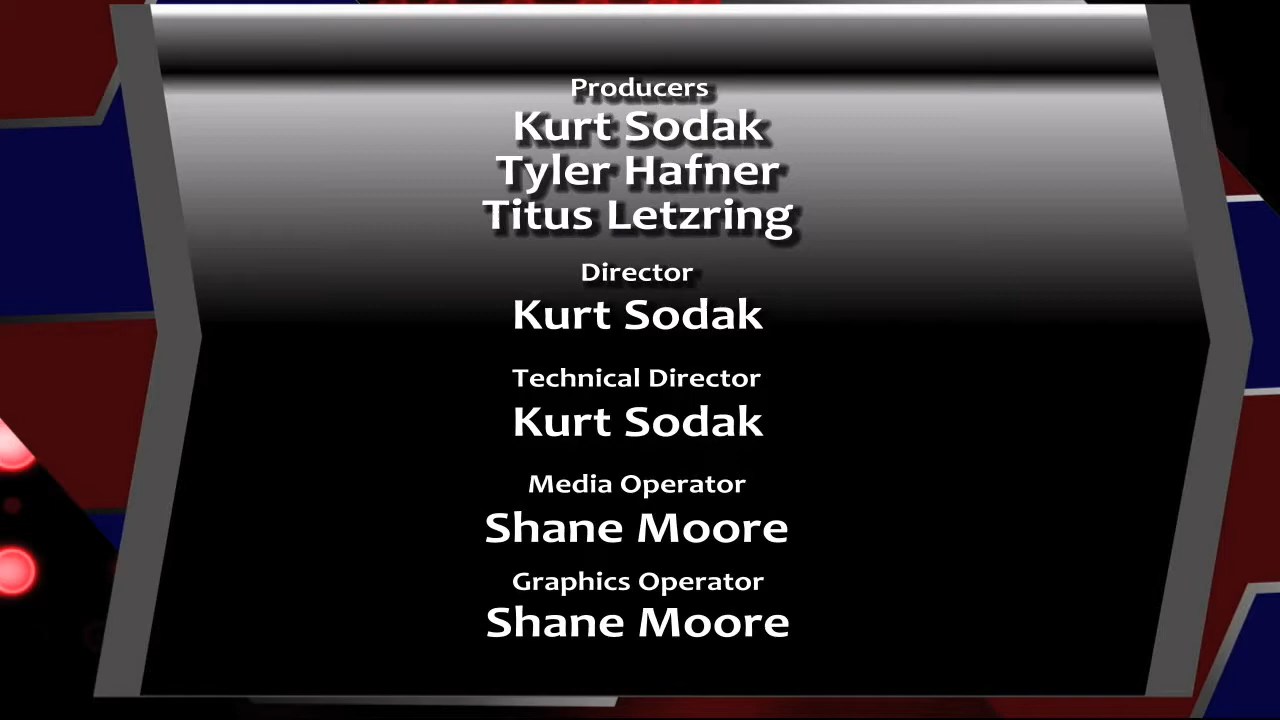 Producers
Kurt Sodak
Tyler Hafner
Titus Letzring
Director
Kurt Sodak
Technical Director
Kurt Sodak
Media Operator
Shane Moore
Graphics Operator
Shane Moore